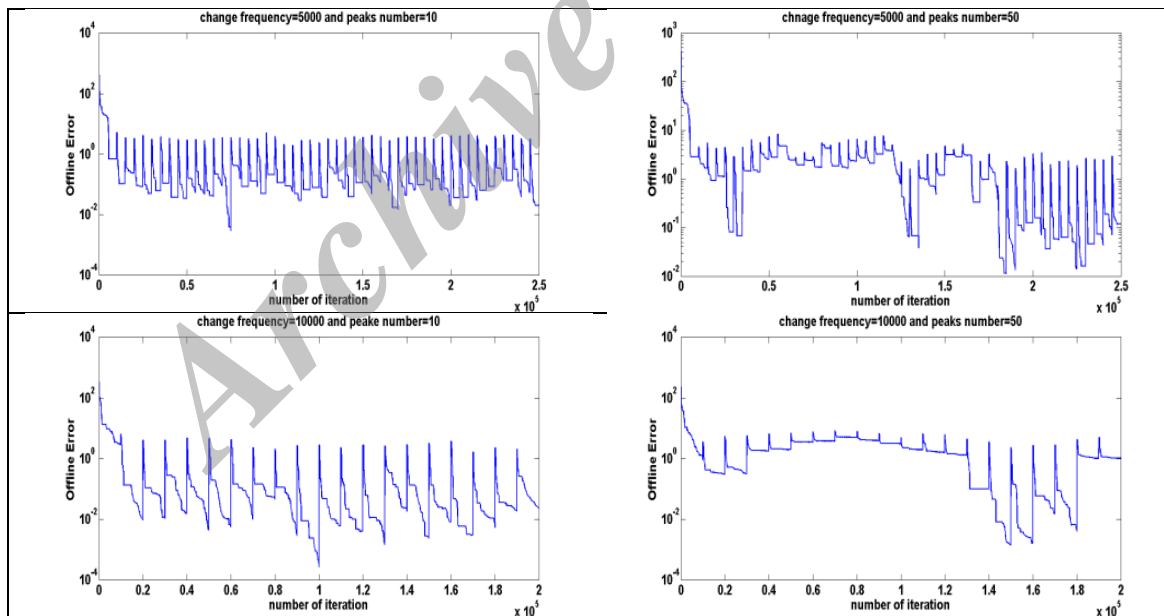 change frequency=5000 and peaks number=10
10^4
10^2
10^0
10^-2
10^-4
Offline Error
0 0.5 1 1.5 2 2.5
x 10^5
number of iteration
chnage frequency=5000 and peaks number=50
10^3
10^2
10^1
10^0
10^-1
10^-2
Offline Error
0 0.5 1 1.5 2 2.5
x 10^5
number of iteration
change frequency=10000 and peake number=10
10^4
10^2
10^0
10^-2
10^-4
Offline Error
0 0.2 0.4 0.6 0.8 1 1.2 1.4 1.6 1.8 2
x 10^5
number of iteration
change frequency=10000 and peaks number=50
10^4
10^2
10^0
10^-2
10^-4
Offline Error
0 0.2 0.4 0.6 0.8 1 1.2 1.4 1.6 1.8 2
x 10^5
number of iteration
Archive